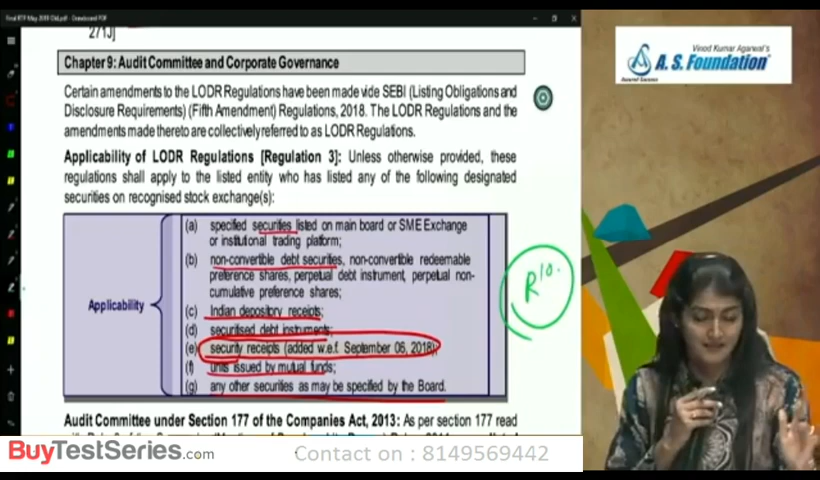 Final RTP May 2019 Old.pdf - Drawboard PDF
271J]
Chapter 9: Audit Committee and Corporate Governance
Certain amendments to the LODR Regulations have been made vide SEBI (Listing Obligations and
Disclosure Requirements) (Fifth Amendment) Regulations, 2018. The LODR Regulations and the
amendments made thereto are collectively referred to as LODR Regulations.
Applicability of LODR Regulations [Regulation 3]: Unless otherwise provided, these
regulations shall apply to the listed entity who has listed any of the following designated
securities on recognised stock exchange(s):
Applicability
(a) specified securities listed on main board or SME Exchange
or institutional trading platform;
(b) non-convertible debt securities, non-convertible redeemable
preference shares, perpetual debt instrument, perpetual non-
cumulative preference shares;
(c) Indian depository receipts;
(d) securitised debt instruments;
(e) security receipts (added w.e.f. September 06, 2018);
(f) units issued by mutual funds;
(g) any other securities as may be specified by the Board.
R10.
Audit Committee under Section 177 of the Companies Act, 2013: As per section 177 read
Vinod Kumar Agarwal's
A. S. Foundation
BuyTestSeries.com
Contact on : 8149569442